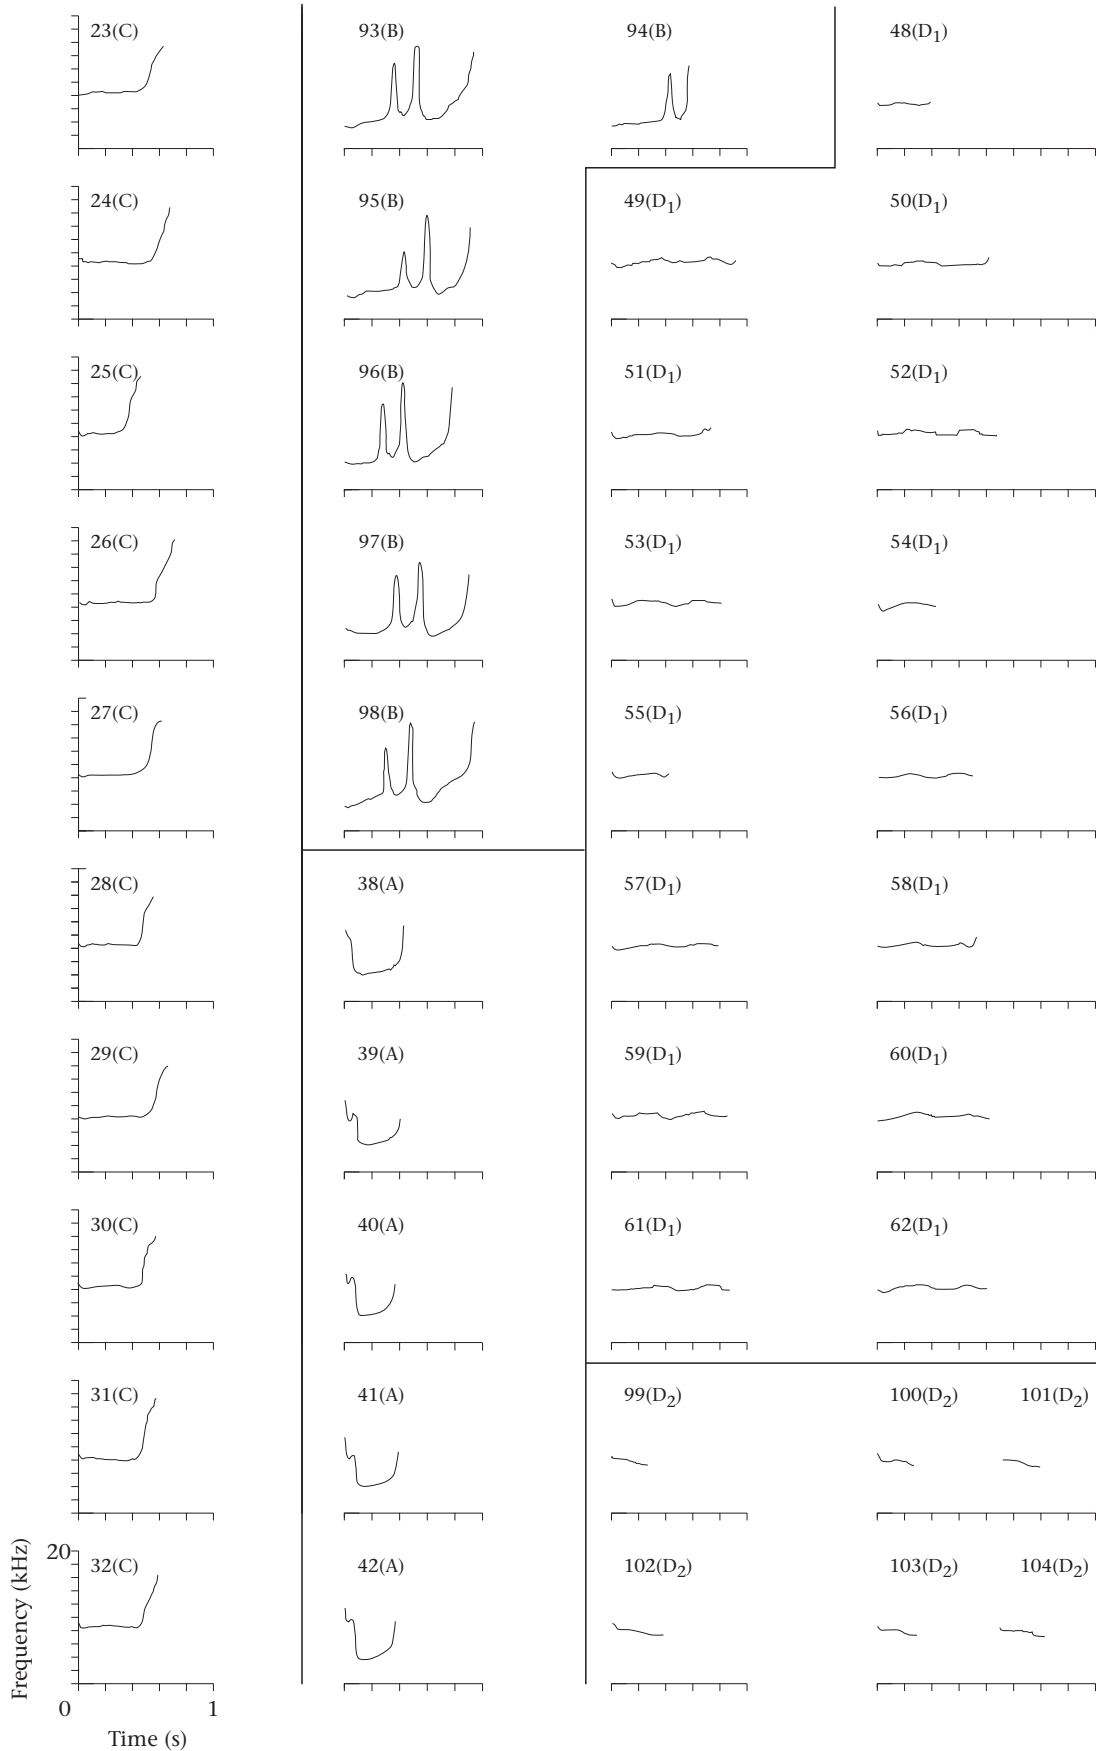 23(C) 93(B) 94(B) 48(D1)
24(C) 95(B) 49(D1) 50(D1)
25(C) 96(B) 51(D1) 52(D1)
26(C) 97(B) 53(D1) 54(D1)
27(C) 98(B) 55(D1) 56(D1)
28(C) 38(A) 57(D1) 58(D1)
29(C) 39(A) 59(D1) 60(D1)
30(C) 40(A) 61(D1) 62(D1)
31(C) 41(A) 99(D2) 100(D2) 101(D2)
20
32(C) 42(A) 102(D2) 103(D2) 104(D2)
Frequency (kHz)
0 1
Time (s)